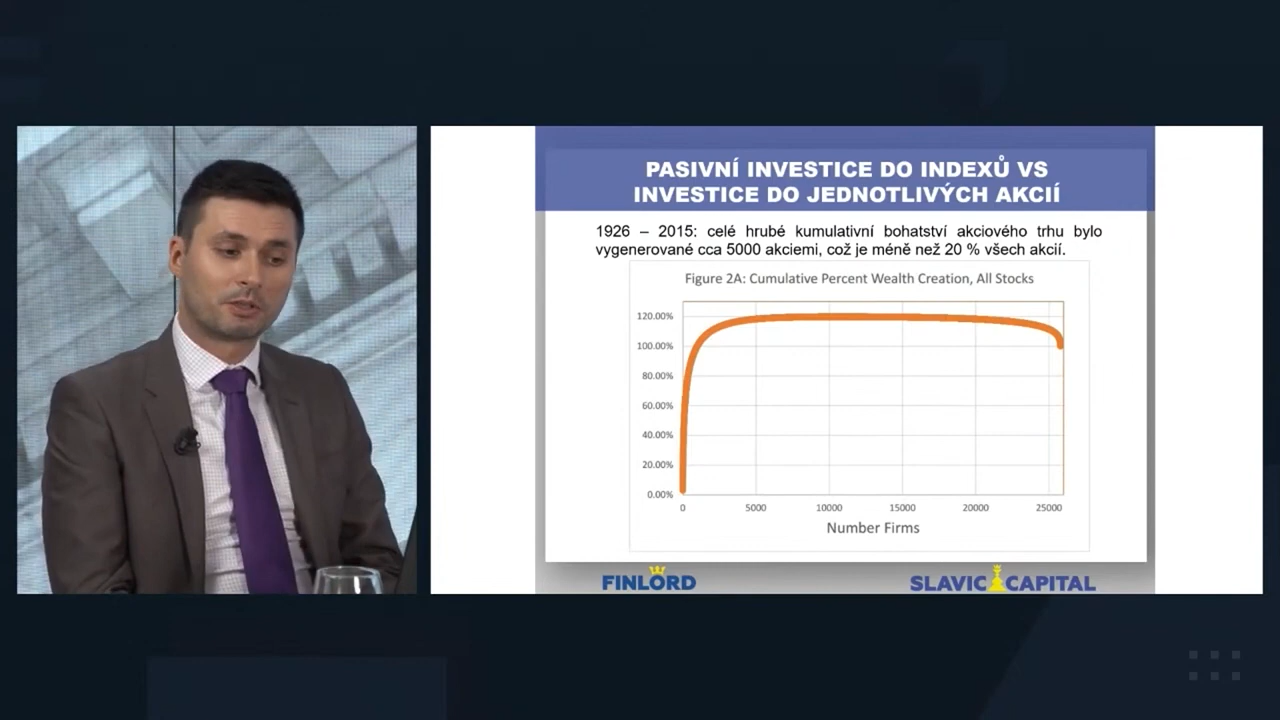 PASIVNÍ INVESTICE DO INDEXŮ VS
INVESTICE DO JEDNOTLIVÝCH AKCIÍ
1926 – 2015: celé hrubé kumulativní bohatství akciového trhu bylo
vygenerované cca 5000 akciemi, což je méně než 20 % všech akcií.
Figure 2A: Cumulative Percent Wealth Creation, All Stocks
120.00%
100.00%
80.00%
60.00%
40.00%
20.00%
0.00%
0 5000 10000 15000 20000 25000
Number Firms
FINLORD
SLAVIC CAPITAL